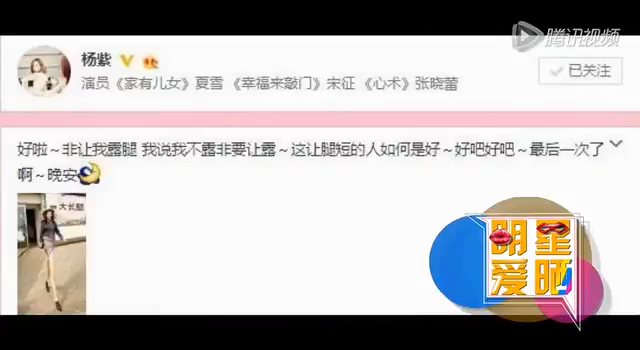 腾讯视频
杨紫
演员《家有儿女》夏雪 《幸福来敲门》宋征 《心术》张晓蕾
已关注
好啦～非让我露腿 我说我不露非要让露～这让腿短的人如何是好～好吧好吧～最后一次了
啊～晚安
大长腿
明星
爱晒